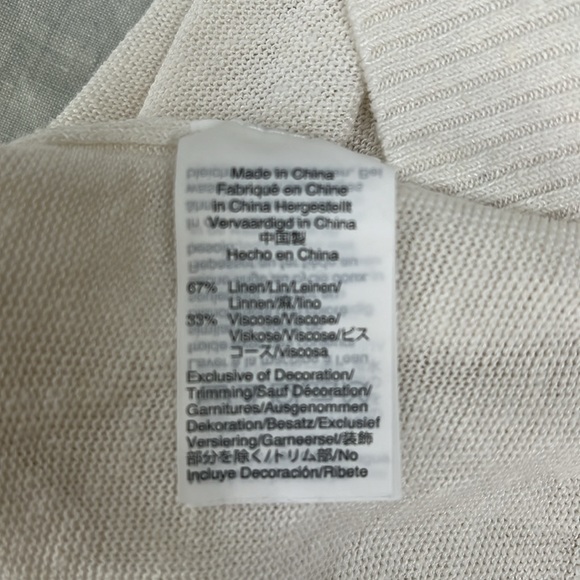 Made in China
Fabriqué en Chine
in China Hergestellt
Vervaardigd in China
中国製
Hecho en China
67% Linen/Lin/Leinen/
Linnen/麻/lino
33% Viscose/Viscose/
Viskose/Viscose/ビス
コース/viscosa
Exclusive of Decoration/
Trimming/Sauf Décoration/
Garnitures/Ausgenommen
Dekoration/Besatz/Exclusief
Versiering/Garneersel/装飾
部分を除く/トリム部/No
Incluye Decoración/Ribete